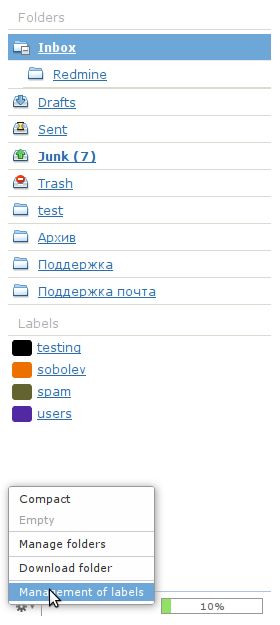 Folders
Inbox
Redmine
Drafts
Sent
Junk (7)
Trash
test
Архив
Поддержка
Поддержка почта
Labels
testing
sobolev
spam
users
Compact
Empty
Manage folders
Download folder
Management of labels
10%